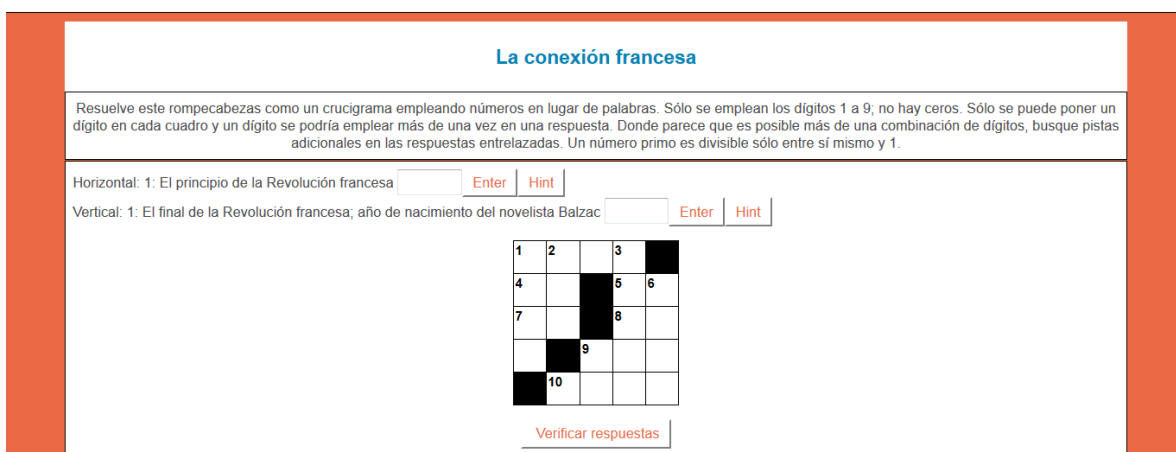 La conexión francesa
Resuelve este rompecabezas como un crucigrama empleando números en lugar de palabras. Sólo se emplean los dígitos 1 a 9; no hay ceros. Sólo se puede poner un
dígito en cada cuadro y un dígito se podría emplear más de una vez en una respuesta. Donde parece que es posible más de una combinación de dígitos, busque pistas
adicionales en las respuestas entrelazadas. Un número primo es divisible sólo entre sí mismo y 1.
Horizontal: 1: El principio de la Revolución francesa Enter Hint
Vertical: 1: El final de la Revolución francesa; año de nacimiento del novelista Balzac Enter Hint
1 2 3
4 5 6
7 8
9
10
Verificar respuestas